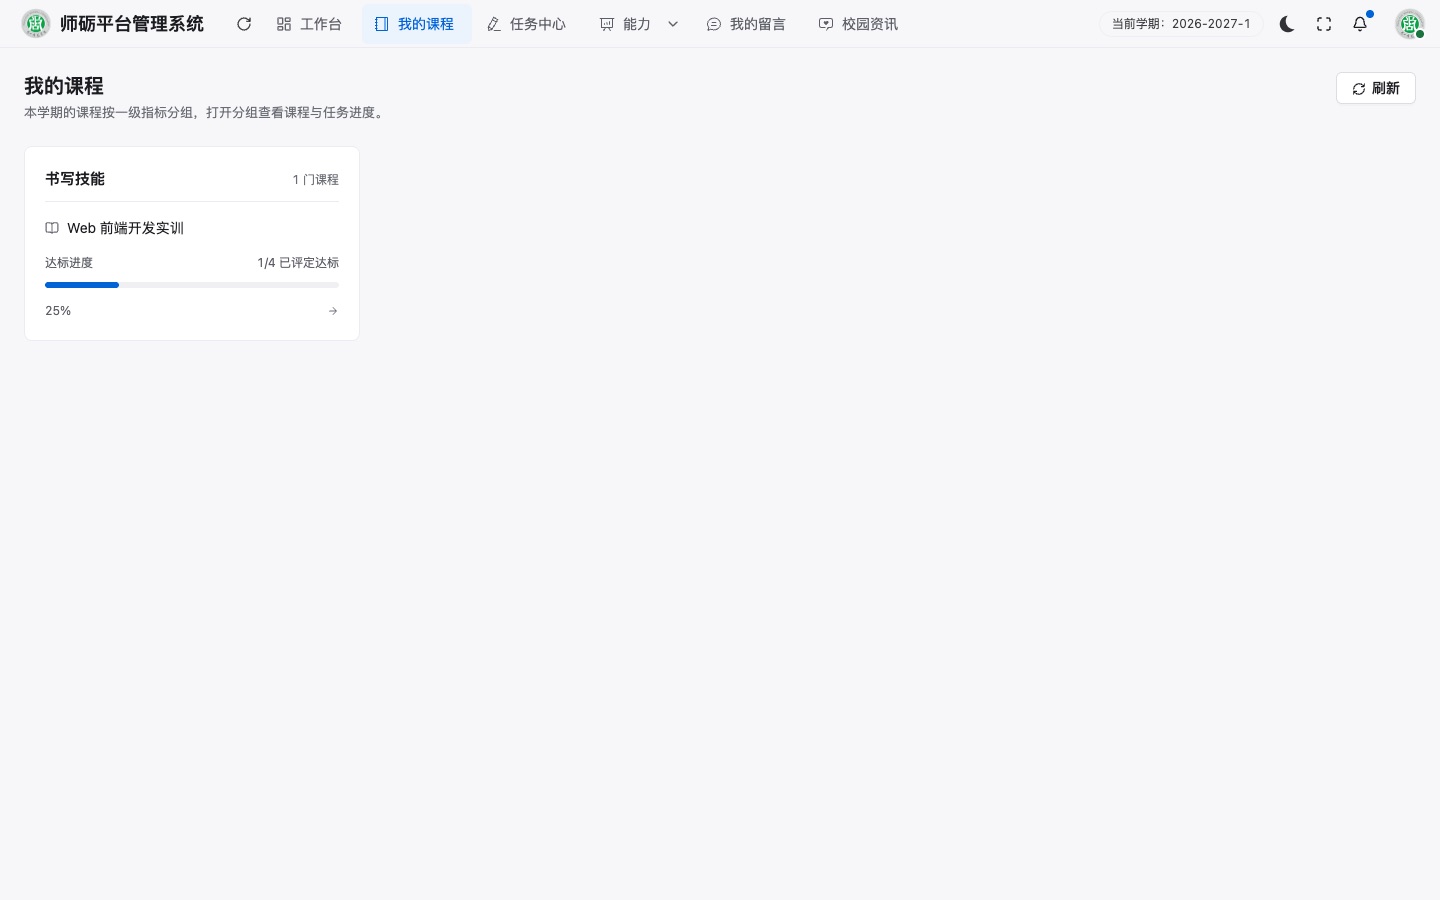 师砺平台管理系统
工作台
我的课程
任务中心
能力
我的留言
校园资讯
当前学期：2026-2027-1
我的课程
本学期的课程按一级指标分组，打开分组查看课程与任务进度。
刷新
书写技能
1 门课程
Web 前端开发实训
达标进度
1/4 已评定达标
25%